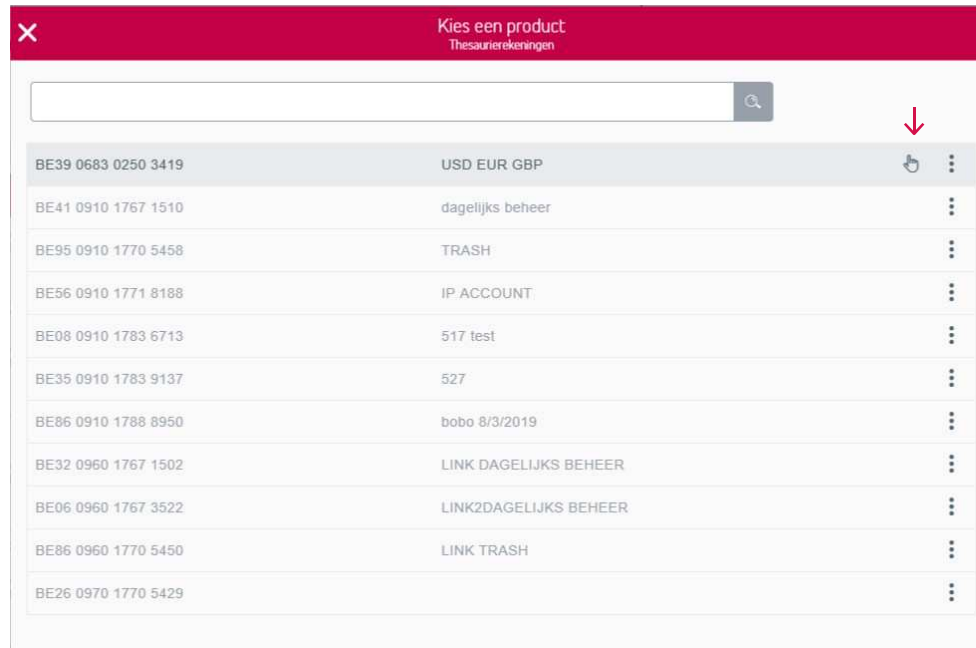 Kies een product
Thesaurierekeningen
BE39 0683 0250 3419 USD EUR GBP
BE41 0910 1767 1510 dagelijks beheer
BE95 0910 1770 5458 TRASH
BE56 0910 1771 8188 IP ACCOUNT
BE08 0910 1783 6713 517 test
BE35 0910 1783 9137 527
BE86 0910 1788 8950 bobo 8/3/2019
BE32 0960 1767 1502 LINK DAGELIJKS BEHEER
BE06 0960 1767 3522 LINK2DAGELIJKS BEHEER
BE86 0960 1770 5450 LINK TRASH
BE26 0970 1770 5429